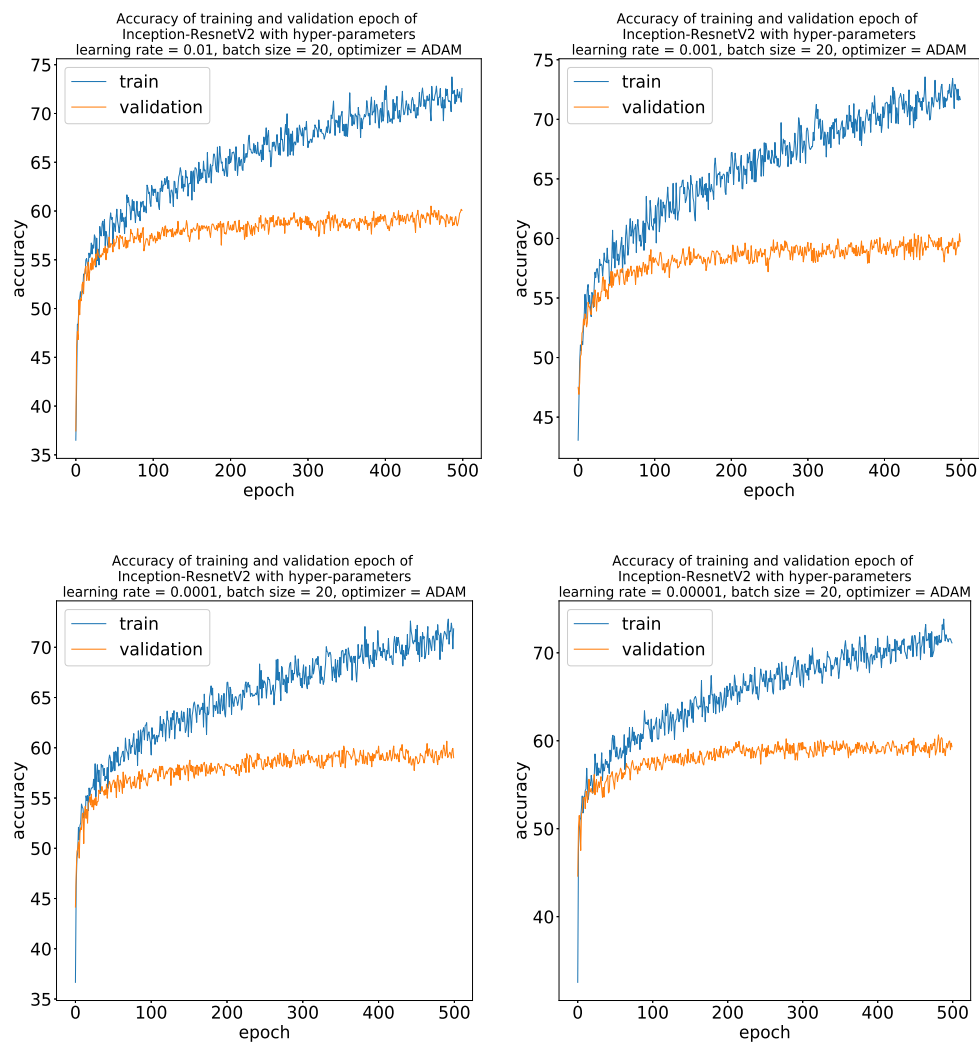 Accuracy of training and validation epoch of
Inception-ResnetV2 with hyper-parameters
learning rate = 0.01, batch size = 20, optimizer = ADAM
75
70
65
60
55
50
45
40
35
accuracy
train
validation
0 100 200 300 400 500
epoch
Accuracy of training and validation epoch of
Inception-ResnetV2 with hyper-parameters
learning rate = 0.001, batch size = 20, optimizer = ADAM
75
70
65
60
55
50
45
accuracy
train
validation
0 100 200 300 400 500
epoch
Accuracy of training and validation epoch of
Inception-ResnetV2 with hyper-parameters
learning rate = 0.0001, batch size = 20, optimizer = ADAM
70
65
60
55
50
45
40
35
accuracy
train
validation
0 100 200 300 400 500
epoch
Accuracy of training and validation epoch of
Inception-ResnetV2 with hyper-parameters
learning rate = 0.00001, batch size = 20, optimizer = ADAM
70
60
50
40
accuracy
train
validation
0 100 200 300 400 500
epoch